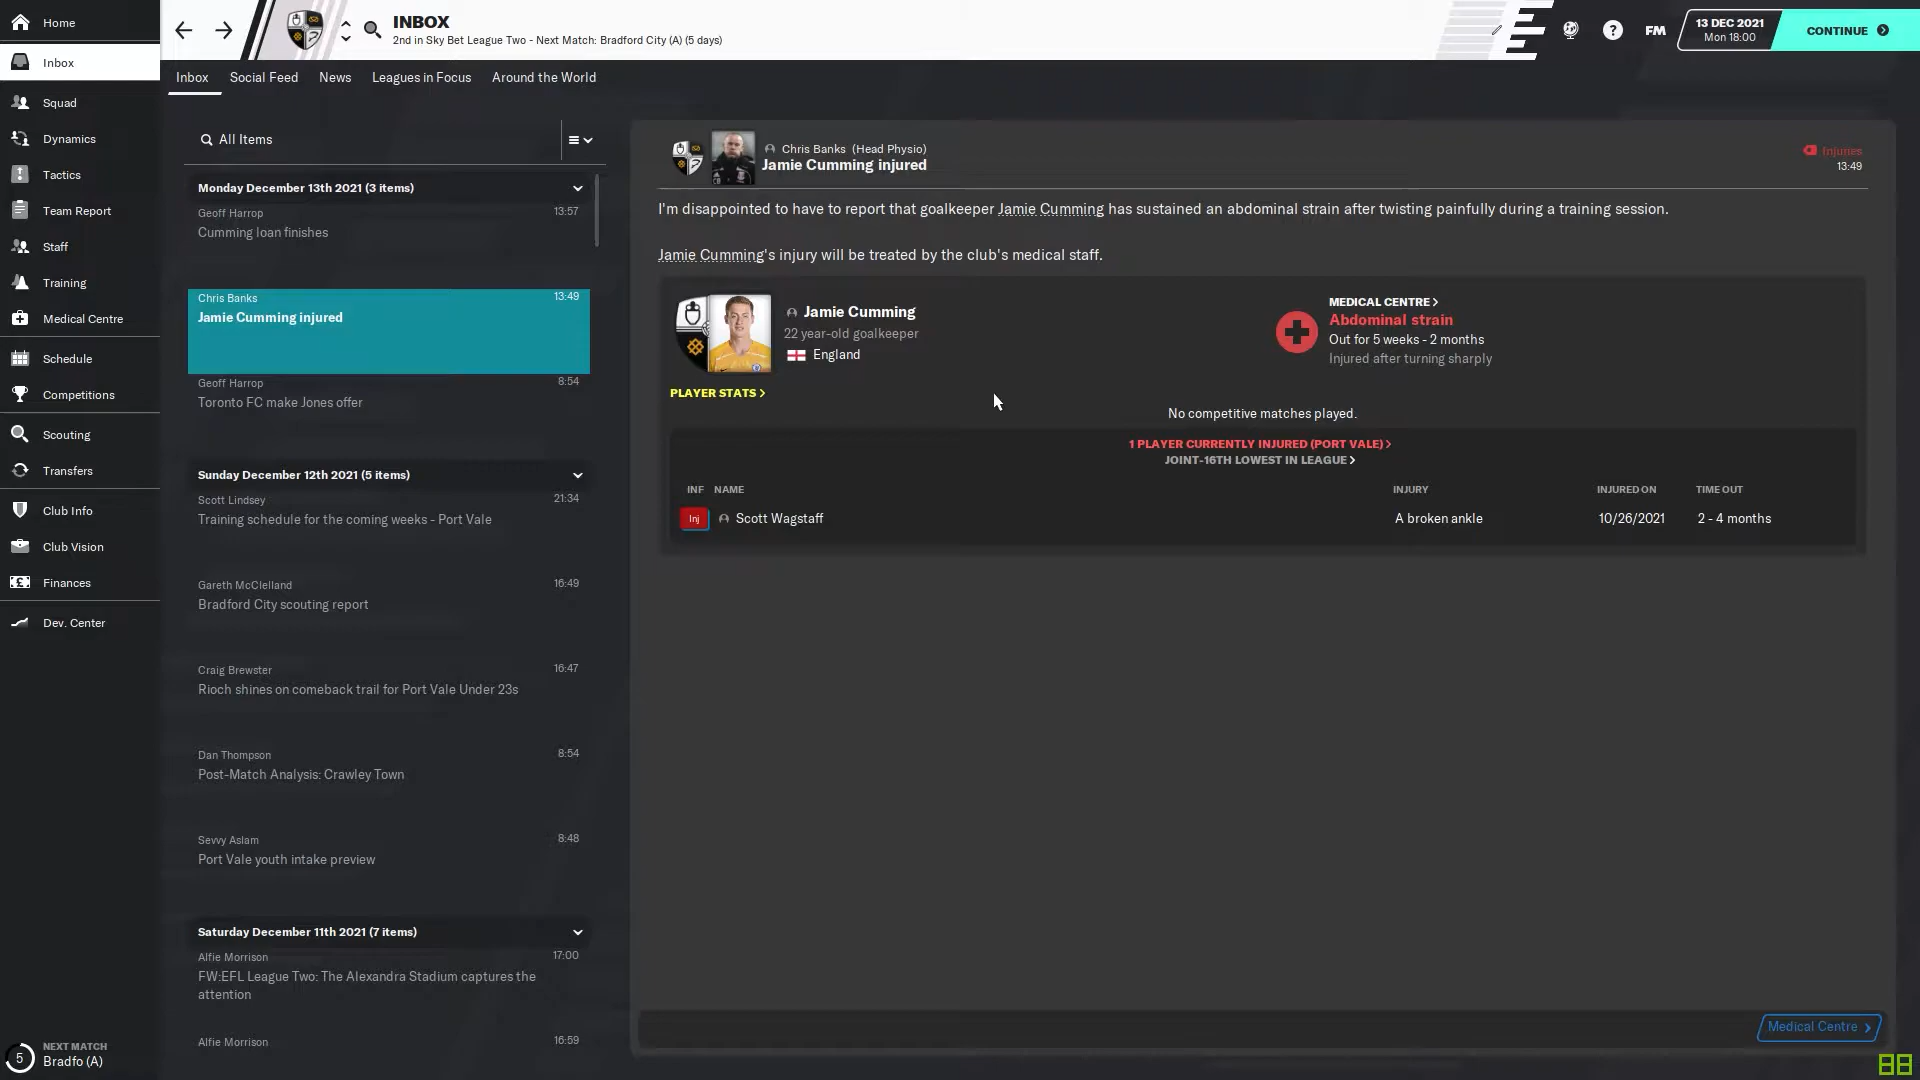 Home
Inbox
Squad
Dynamics
Tactics
Team Report
Staff
Training
Medical Centre
Schedule
Competitions
Scouting
Transfers
Club Info
Club Vision
Finances
Dev. Center
NEXT MATCH
5
Bradfo (A)
INBOX
2nd in Sky Bet League Two - Next Match: Bradford City (A) (5 days)
FM
13 DEC 2021
Mon 18:00
CONTINUE
Inbox Social Feed News Leagues in Focus Around the World
All Items
Monday December 13th 2021 (3 items)
Geoff Harrop 13:57
Cumming loan finishes
Chris Banks 13:49
Jamie Cumming injured
Geoff Harrop 8:54
Toronto FC make Jones offer
Sunday December 12th 2021 (5 items)
Scott Lindsey 21:34
Training schedule for the coming weeks - Port Vale
Gareth McClelland 16:49
Bradford City scouting report
Craig Brewster 16:47
Rioch shines on comeback trail for Port Vale Under 23s
Dan Thompson 8:54
Post-Match Analysis: Crawley Town
Sevvy Aslam 8:48
Port Vale youth intake preview
Saturday December 11th 2021 (7 items)
Alfie Morrison 17:00
FW:EFL League Two: The Alexandra Stadium captures the
attention
Alfie Morrison 16:59
Chris Banks (Head Physio)
Jamie Cumming injured
Injuries
13:49
I'm disappointed to have to report that goalkeeper Jamie Cumming has sustained an abdominal strain after twisting painfully during a training session.
Jamie Cumming's injury will be treated by the club's medical staff.
Jamie Cumming
22 year-old goalkeeper
England
PLAYER STATS >
MEDICAL CENTRE >
Abdominal strain
Out for 5 weeks - 2 months
Injured after turning sharply
No competitive matches played.
1 PLAYER CURRENTLY INJURED (PORT VALE) >
JOINT-16TH LOWEST IN LEAGUE >
INF NAME INJURY INJURED ON TIME OUT
Inj Scott Wagstaff A broken ankle 10/26/2021 2 - 4 months
Medical Centre >
88